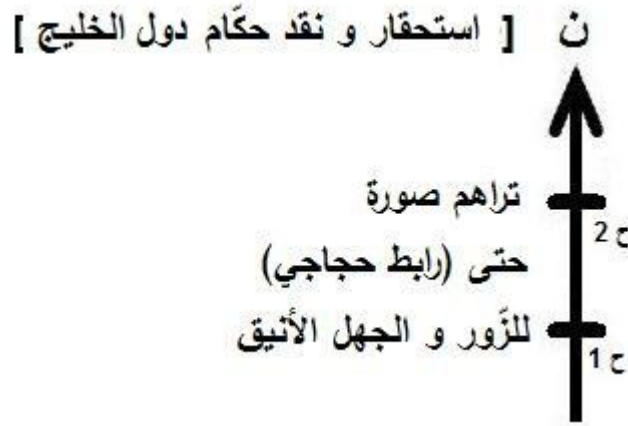 ن [ استحقار و نقد حكّام دول الخليج ]
تراهم صورة
ح 2
حتى (رابط حجاجي)
للزّور و الجهل الأنيق
ح 1